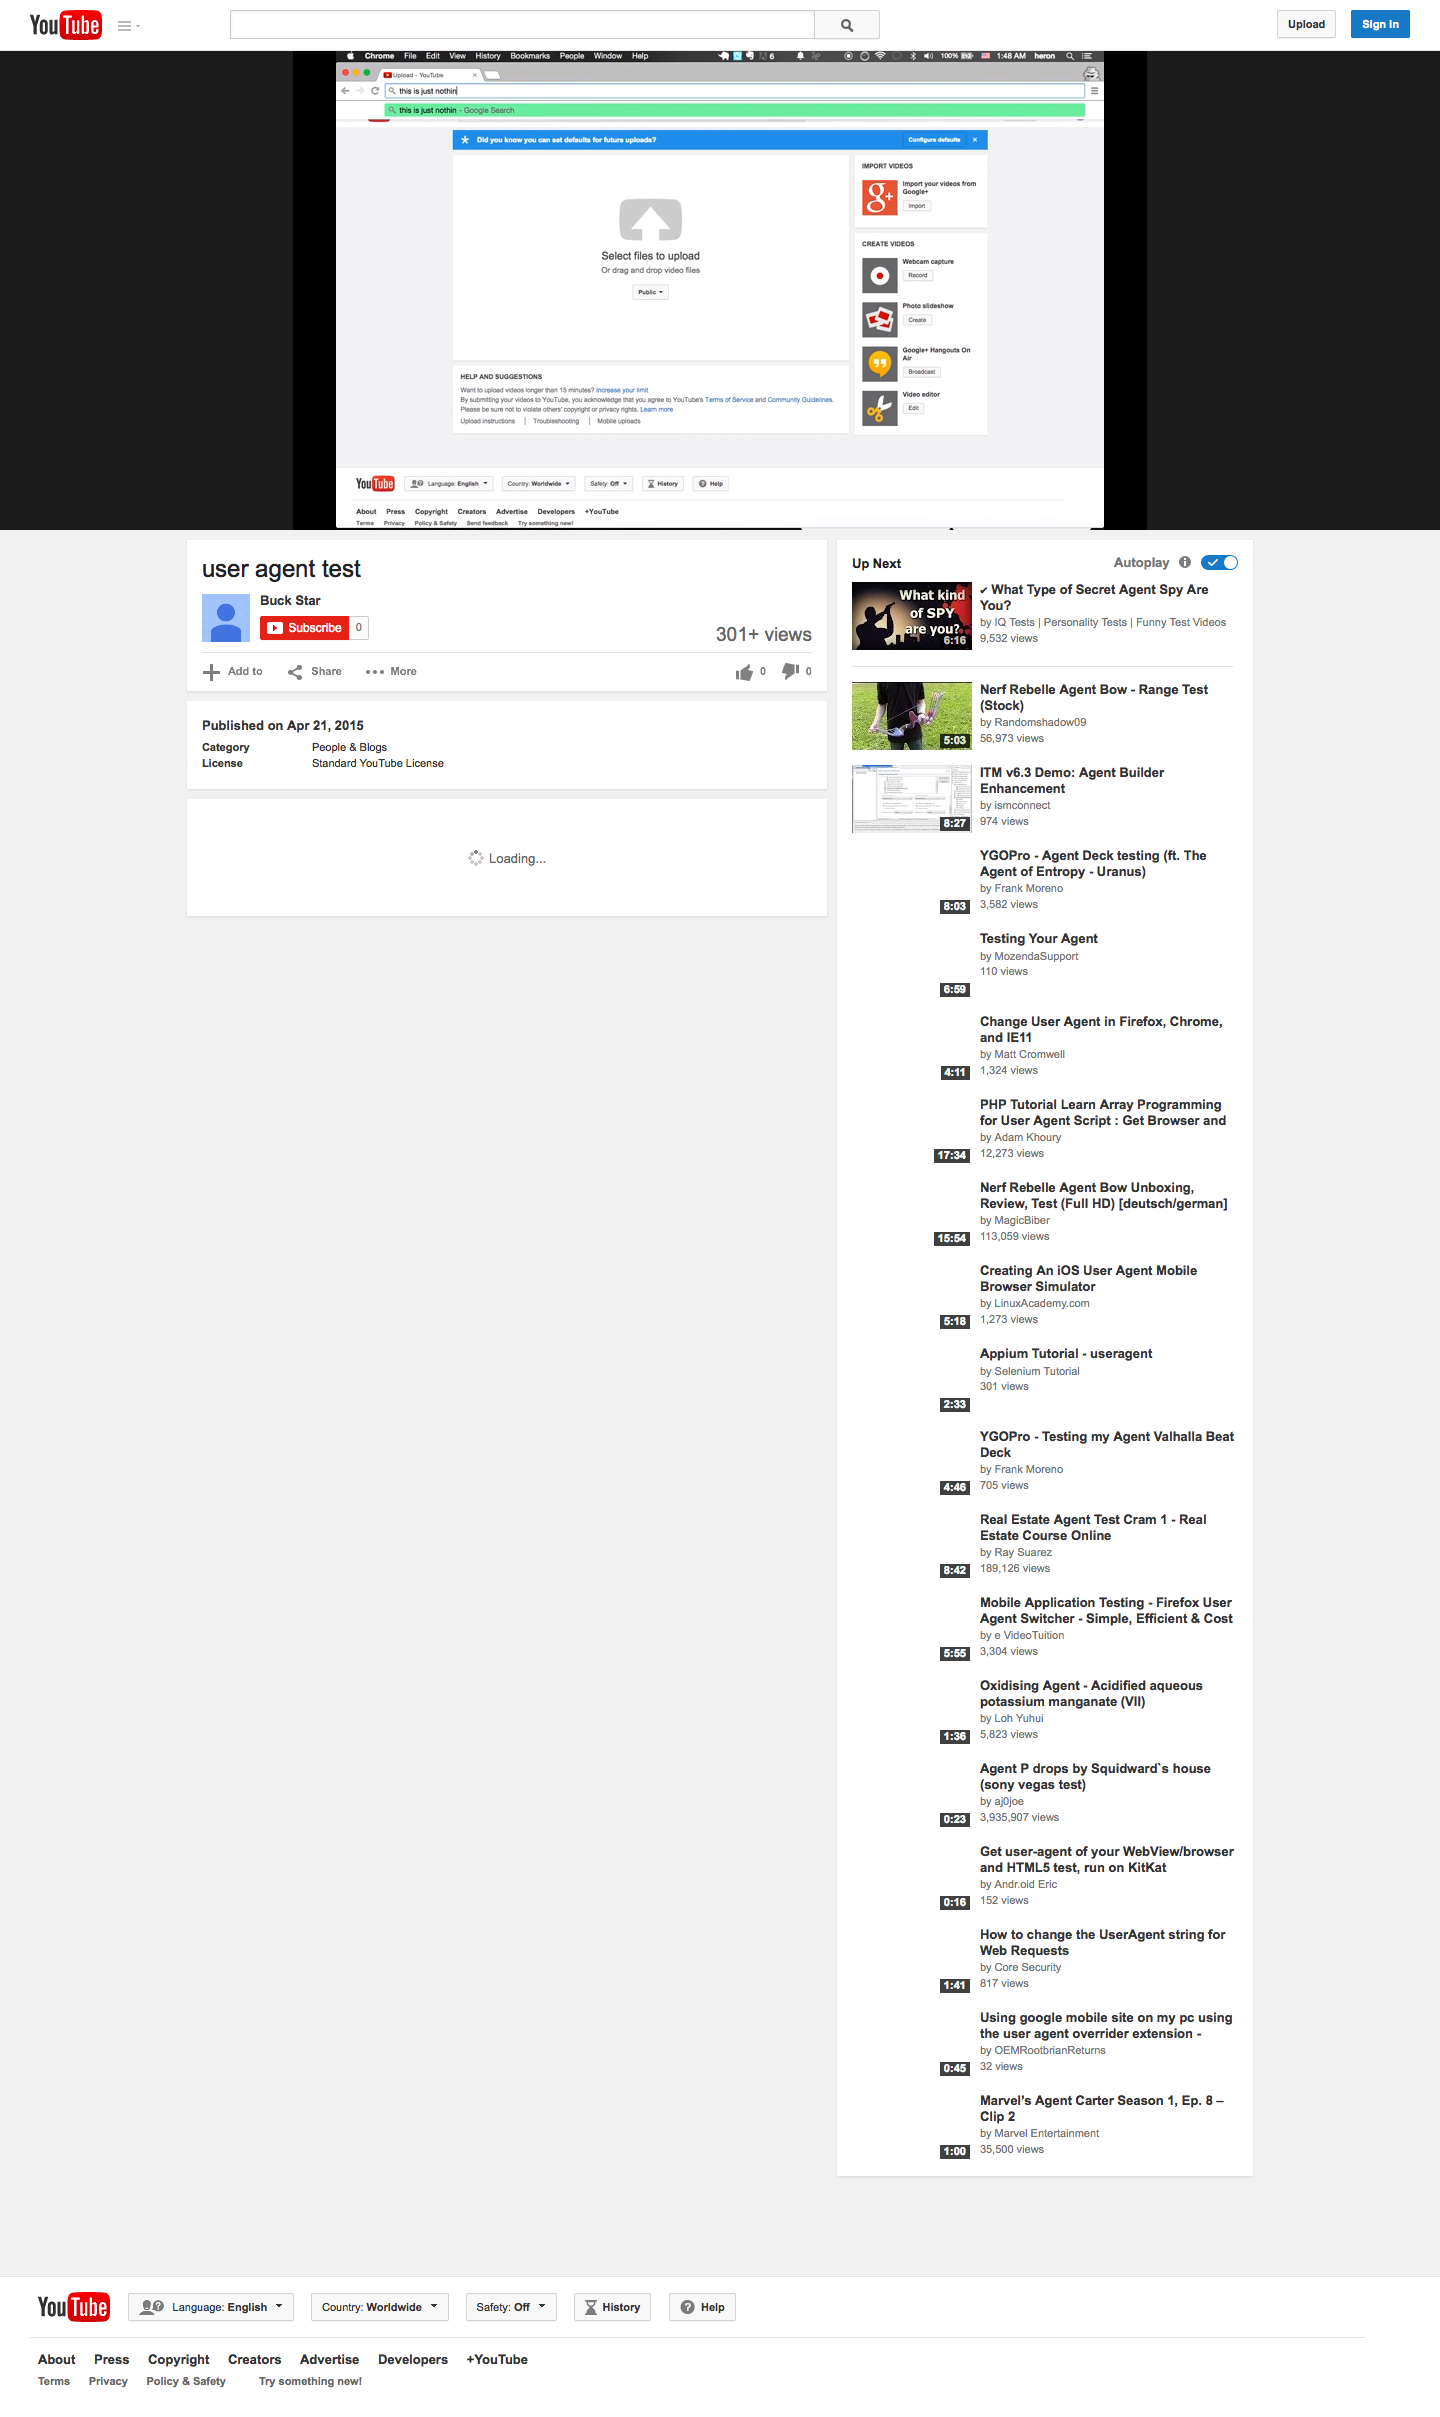 YouTube
Upload
Sign in
Chrome File Edit View History Bookmarks People Window Help
6
100%
1:48 AM heron
Upload - YouTube
this is just nothin
this is just nothin - Google Search
Did you know you can set defaults for future uploads?
Configure defaults
Select files to upload
Or drag and drop video files
Public
IMPORT VIDEOS
Import your videos from
Google+
Import
CREATE VIDEOS
Webcam capture
Record
Photo slideshow
Create
Google+ Hangouts On
Air
Broadcast
Video editor
Edit
HELP AND SUGGESTIONS
Want to upload videos longer than 15 minutes? Increase your limit
By submitting your videos to YouTube, you acknowledge that you agree to YouTube's Terms of Service and Community Guidelines.
Please be sure not to violate others' copyright or privacy rights. Learn more
Upload instructions | Troubleshooting | Mobile uploads
YouTube
Language: English
Country: Worldwide
Safety: Off
History
Help
About Press Copyright Creators Advertise Developers +YouTube
Terms Privacy Policy & Safety Send feedback Try something new!
user agent test
Buck Star
Subscribe 0
301+ views
Add to
Share
More
0
0
Published on Apr 21, 2015
Category People & Blogs
License Standard YouTube License
Loading...
Up Next
Autoplay
What kind
of SPY
are you?
6:16
✔ What Type of Secret Agent Spy Are
You?
by IQ Tests | Personality Tests | Funny Test Videos
9,532 views
5:03
Nerf Rebelle Agent Bow - Range Test
(Stock)
by Randomshadow09
56,973 views
8:27
ITM v6.3 Demo: Agent Builder
Enhancement
by ismconnect
974 views
8:03
YGOPro - Agent Deck testing (ft. The
Agent of Entropy - Uranus)
by Frank Moreno
3,582 views
6:59
Testing Your Agent
by MozendaSupport
110 views
4:11
Change User Agent in Firefox, Chrome,
and IE11
by Matt Cromwell
1,324 views
17:34
PHP Tutorial Learn Array Programming
for User Agent Script : Get Browser and
by Adam Khoury
12,273 views
15:54
Nerf Rebelle Agent Bow Unboxing,
Review, Test (Full HD) [deutsch/german]
by MagicBiber
113,059 views
5:18
Creating An iOS User Agent Mobile
Browser Simulator
by LinuxAcademy.com
1,273 views
2:33
Appium Tutorial - useragent
by Selenium Tutorial
301 views
4:46
YGOPro - Testing my Agent Valhalla Beat
Deck
by Frank Moreno
705 views
8:42
Real Estate Agent Test Cram 1 - Real
Estate Course Online
by Ray Suarez
189,126 views
5:55
Mobile Application Testing - Firefox User
Agent Switcher - Simple, Efficient & Cost
by e VideoTuition
3,304 views
1:36
Oxidising Agent - Acidified aqueous
potassium manganate (VII)
by Loh Yuhui
5,823 views
0:23
Agent P drops by Squidward`s house
(sony vegas test)
by aj0joe
3,935,907 views
0:16
Get user-agent of your WebView/browser
and HTML5 test, run on KitKat
by Andr.oid Eric
152 views
1:41
How to change the UserAgent string for
Web Requests
by Core Security
817 views
0:45
Using google mobile site on my pc using
the user agent overrider extension -
by OEMRootbrianReturns
32 views
1:00
Marvel’s Agent Carter Season 1, Ep. 8 –
Clip 2
by Marvel Entertainment
35,500 views
YouTube
Language: English
Country: Worldwide
Safety: Off
History
Help
About Press Copyright Creators Advertise Developers +YouTube
Terms Privacy Policy & Safety Try something new!